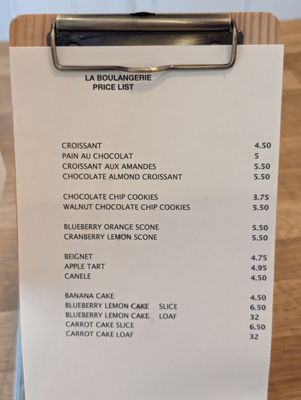 LA BOULANGERIE
PRICE LIST
CROISSANT 4.50
PAIN AU CHOCOLAT 5
CROISSANT AUX AMANDES 5.50
CHOCOLATE ALMOND CROISSANT 5.50
CHOCOLATE CHIP COOKIES 3.75
WALNUT CHOCOLATE CHIP COOKIES 5.50
BLUEBERRY ORANGE SCONE 5.50
CRANBERRY LEMON SCONE 5.50
BEIGNET 4.75
APPLE TART 4.95
CANELE 4.50
BANANA CAKE 4.50
BLUEBERRY LEMON CAKE SLICE 6.50
BLUEBERRY LEMON CAKE LOAF 32
CARROT CAKE SLICE 6.50
CARROT CAKE LOAF 32